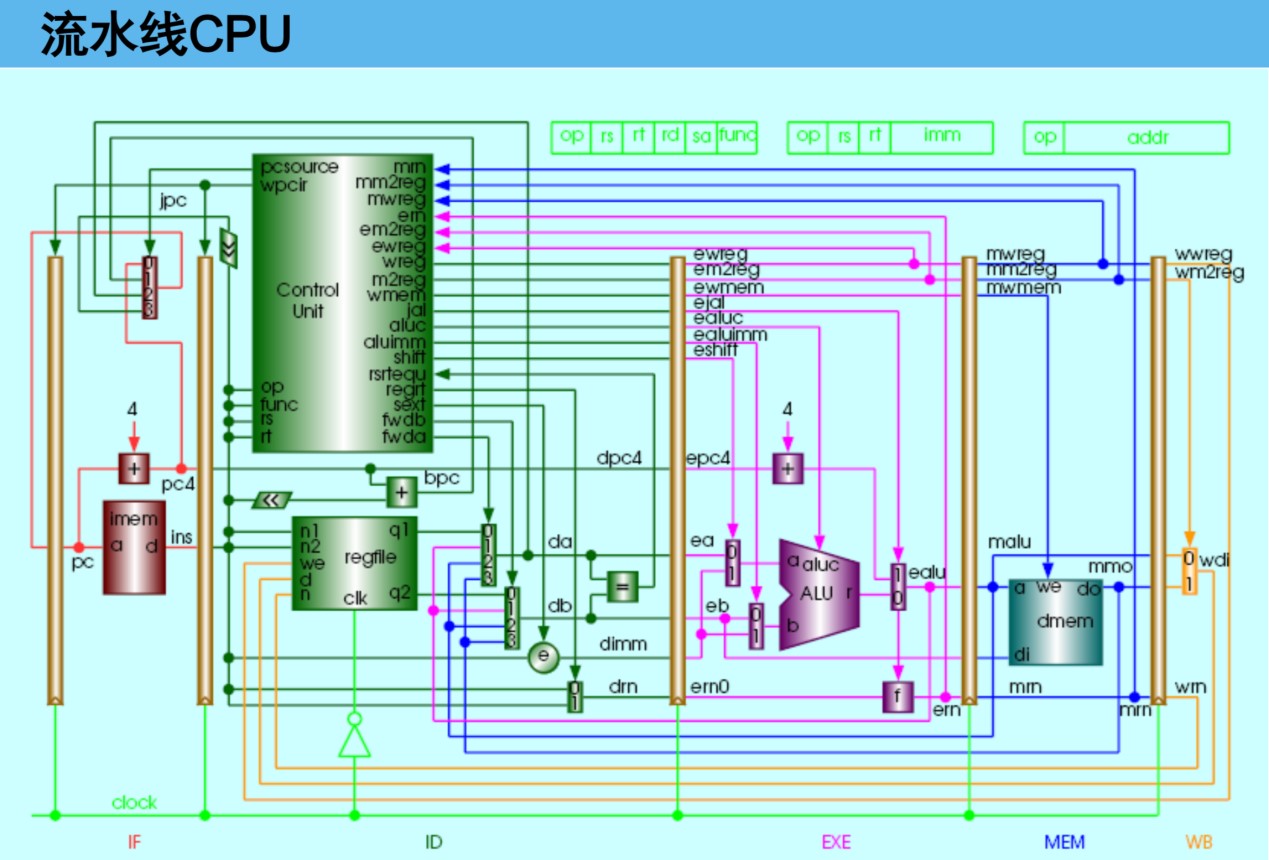 流水线CPU
op rs rt rd sa func
op rs rt imm
op addr
pcsource
wpcir
jpc
mrn
mm2reg
mwreg
ern
em2reg
ewreg
wreg
m2reg
wmem
jal
aluc
aluimm
shift
rsrtequ
regrt
sext
fwdb
fwda
Control
Unit
op
func
rs
rt
0
1
2
3
4
+
pc4
imem
a d
ins
pc
bpc
+
dpc4
n1
n2
we
d
n
regfile
q1
q2
clk
0
1
2
3
0
1
2
3
da
=
db
e
dimm
0
1
drn
ewreg
em2reg
ewmem
ejal
ealuc
ealuimm
eshift
epc4
4
+
ea
0
1
eb
0
1
a aluc
ALU r
b
1
0
ealu
ern0
f
ern
mwreg
mm2reg
mwmem
malu
mmo
a we do
dmem
di
mrn
mrn
wwreg
wm2reg
0
1
wdi
wrn
clock
IF ID EXE MEM WB